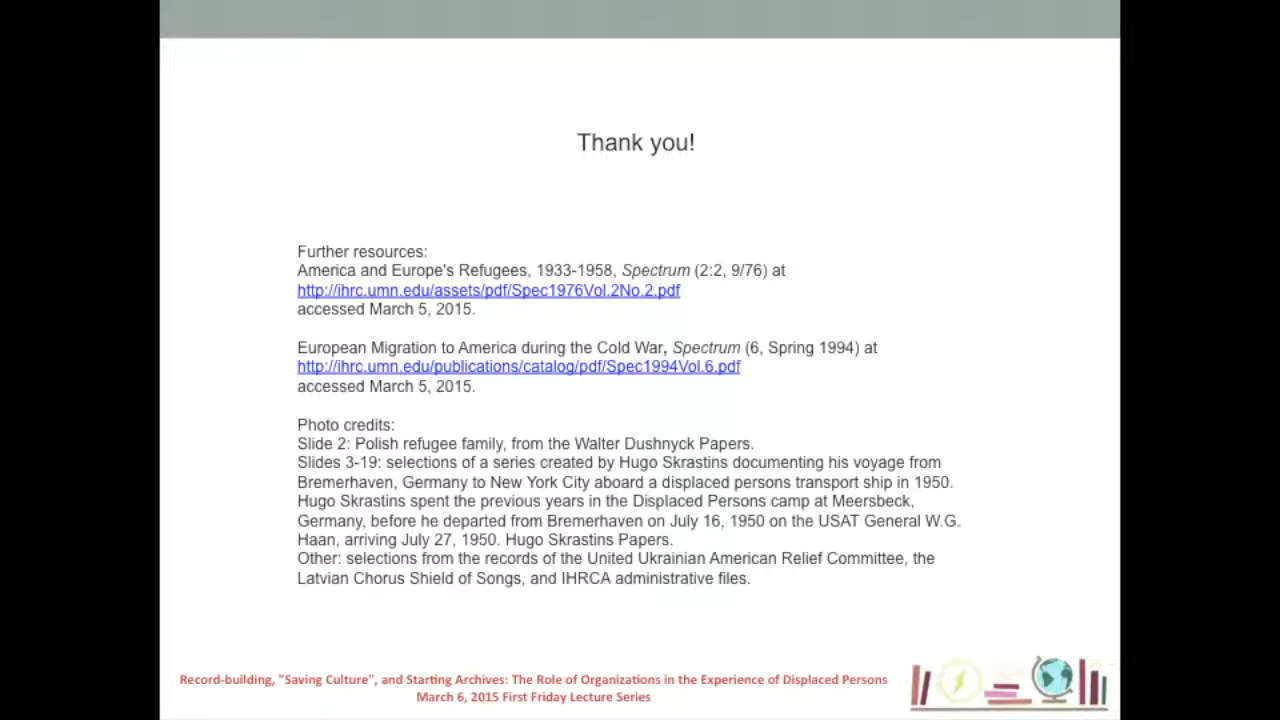 Thank you!
Further resources:
America and Europe's Refugees, 1933-1958, Spectrum (2:2, 9/76) at
http://ihrc.umn.edu/assets/pdf/Spec1976Vol.2No.2.pdf
accessed March 5, 2015.
European Migration to America during the Cold War, Spectrum (6, Spring 1994) at
http://ihrc.umn.edu/publications/catalog/pdf/Spec1994Vol.6.pdf
accessed March 5, 2015.
Photo credits:
Slide 2: Polish refugee family, from the Walter Dushnyck Papers.
Slides 3-19: selections of a series created by Hugo Skrastins documenting his voyage from
Bremerhaven, Germany to New York City aboard a displaced persons transport ship in 1950.
Hugo Skrastins spent the previous years in the Displaced Persons camp at Meersbeck,
Germany, before he departed from Bremerhaven on July 16, 1950 on the USAT General W.G.
Haan, arriving July 27, 1950. Hugo Skrastins Papers.
Other: selections from the records of the United Ukrainian American Relief Committee, the
Latvian Chorus Shield of Songs, and IHRCA administrative files.
Record-building, "Saving Culture", and Starting Archives: The Role of Organizations in the Experience of Displaced Persons
March 6, 2015 First Friday Lecture Series